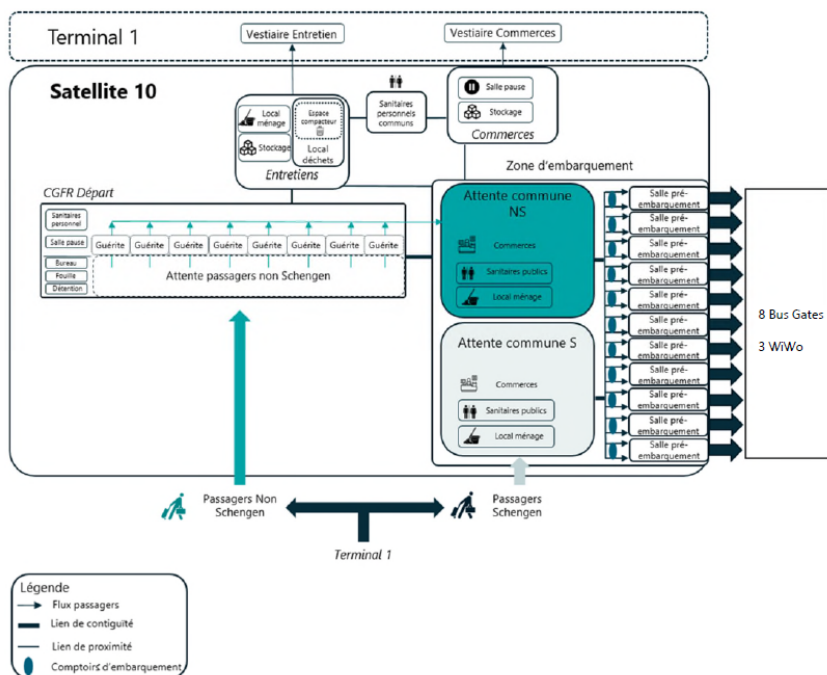 Terminal 1
Vestiaire Entretien
Vestiaire Commerces
Satellite 10
Local
ménage
Stockage
Espace
compacteur
Local
déchets
Entretiens
Sanitaires
personnels
communs
Salle pause
Stockage
Commerces
Zone d'embarquement
CGFR Départ
Sanitaires
personnel
Salle pause
Bureau
Fouille
Détention
Guérite
Guérite
Guérite
Guérite
Guérite
Guérite
Guérite
Guérite
Attente passagers non Schengen
Attente commune
NS
Commerces
Sanitaires publics
Local ménage
Attente commune S
Commerces
Sanitaires publics
Local ménage
Salle pré-
embarquement
Salle pré-
embarquement
Salle pré-
embarquement
Salle pré-
embarquement
Salle pré-
embarquement
Salle pré-
embarquement
Salle pré-
embarquement
Salle pré-
embarquement
Salle pré-
embarquement
Salle pré-
embarquement
Salle pré-
embarquement
8 Bus Gates
3 WiWo
Passagers Non
Schengen
Passagers
Schengen
Terminal 1
Légende
Flux passagers
Lien de contiguïté
Lien de proximité
Comptoirs d'embarquement